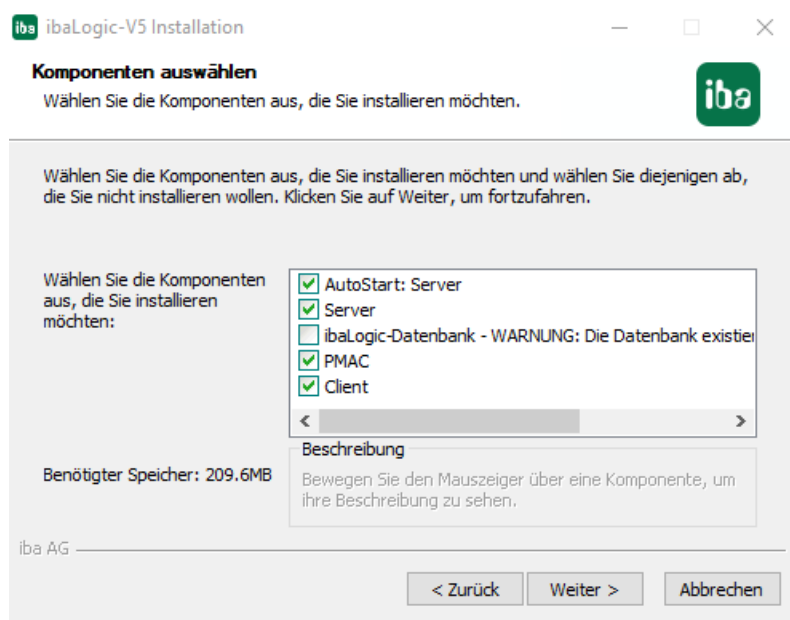 iba ibaLogic-V5 Installation
Komponenten auswählen
Wählen Sie die Komponenten aus, die Sie installieren möchten.
iba
Wählen Sie die Komponenten aus, die Sie installieren möchten und wählen Sie diejenigen ab,
die Sie nicht installieren wollen. Klicken Sie auf Weiter, um fortzufahren.
Wählen Sie die Komponenten
aus, die Sie installieren
möchten:
AutoStart: Server
Server
ibaLogic-Datenbank - WARNUNG: Die Datenbank
PMAC
Client
Benötigter Speicher: 209.6MB
Beschreibung
Bewegen Sie den Mauszeiger über eine Komponente, um
ihre Beschreibung zu sehen.
iba AG
< Zurück
Weiter >
Abbrechen